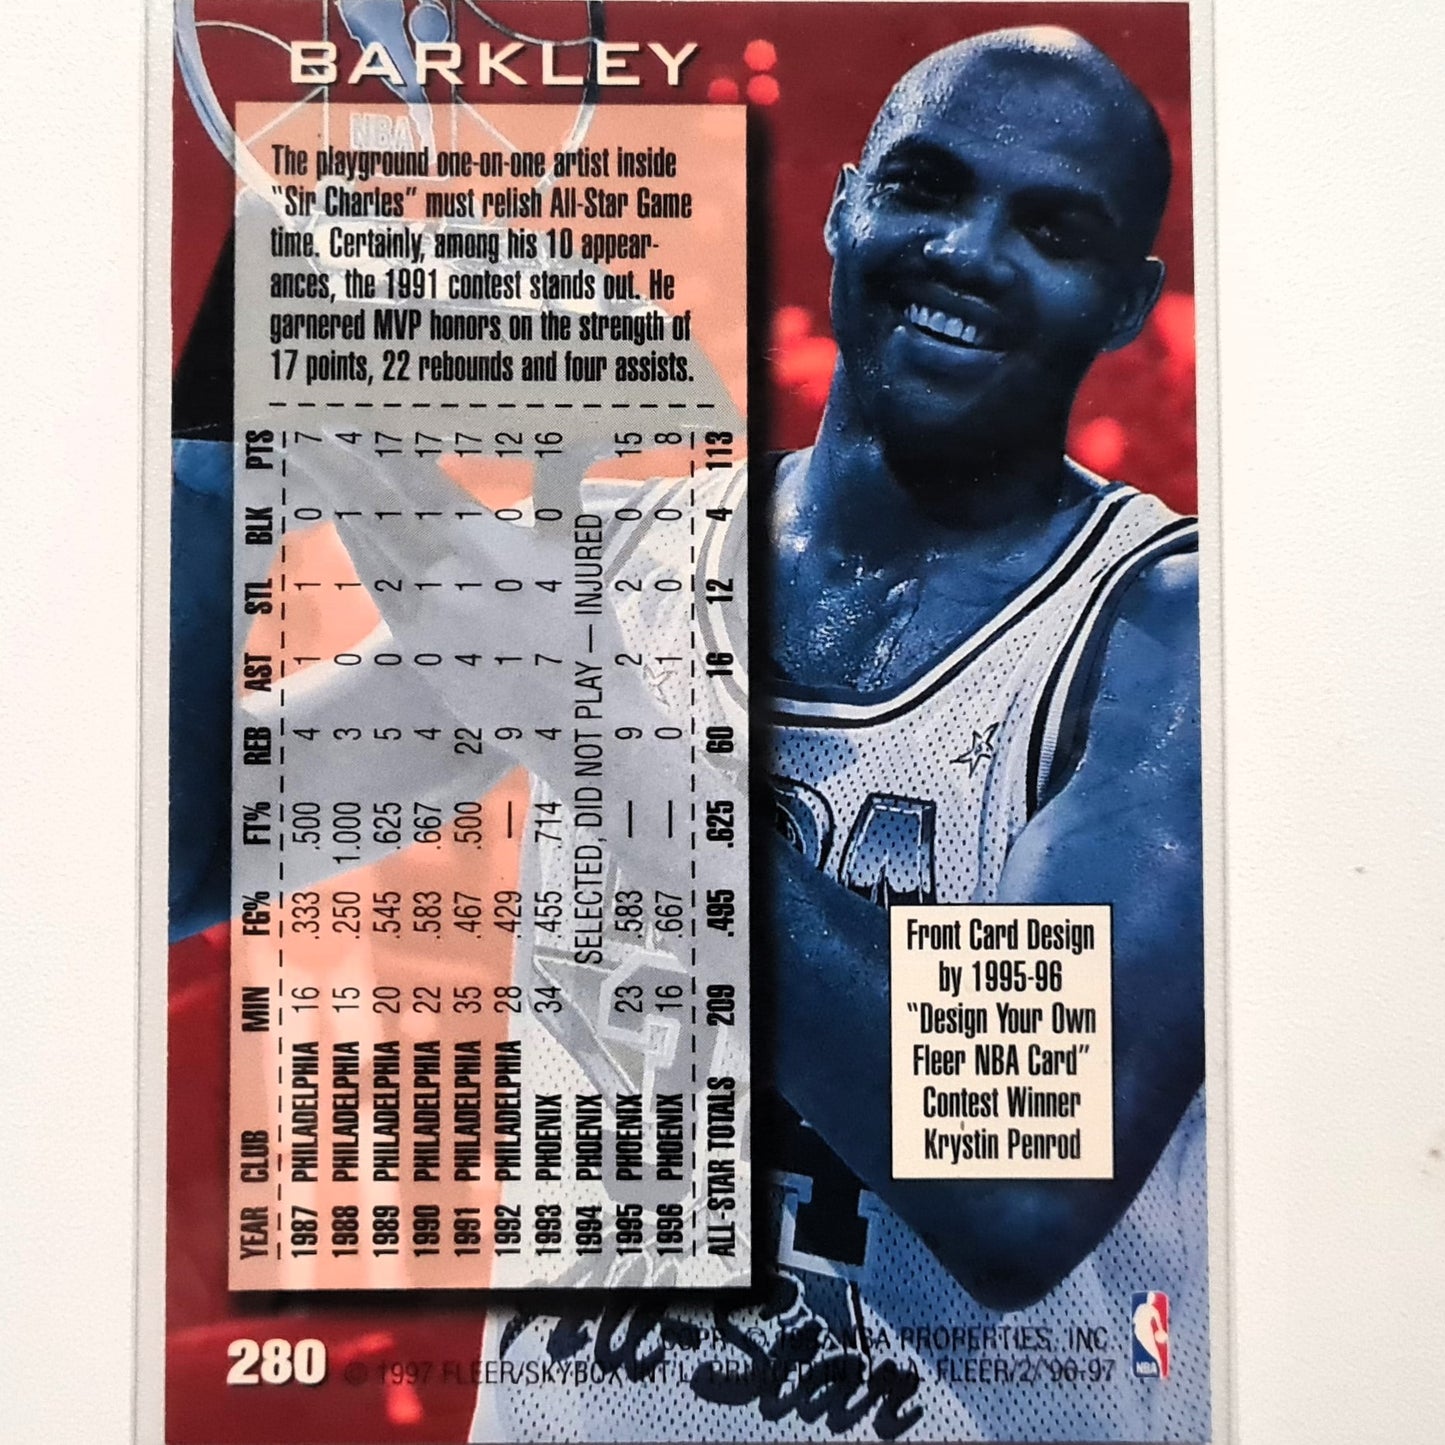 BARKLEY
NBA
The playground one-on-one artist inside
"Sir Charles" must relish All-Star Game
time. Certainly, among his 10 appear-
ances, the 1991 contest stands out. He
garnered MVP honors on the strength of
17 points, 22 rebounds and four assists.
YEAR CLUB MIN FG% FT% REB AST STL BLK PTS
1987 PHILADELPHIA 16 .333 .500 4 1 1 0 7
1988 PHILADELPHIA 15 .250 1.000 3 0 1 1 4
1989 PHILADELPHIA 20 .545 .625 5 0 2 1 17
1990 PHILADELPHIA 22 .583 .667 4 0 1 1 17
1991 PHILADELPHIA 35 .467 .500 22 4 1 1 17
1992 PHILADELPHIA 28 .429 — 9 1 0 0 12
1993 PHOENIX 34 .455 .714 4 7 4 0 16
1994 PHOENIX SELECTED, DID NOT PLAY — INJURED
1995 PHOENIX 23 .583 — 9 2 2 0 15
1996 PHOENIX 16 .667 — 0 1 0 0 8
ALL-STAR TOTALS 209 .495 .625 60 16 12 4 113
Front Card Design
by 1995-96
"Design Your Own
Fleer NBA Card"
Contest Winner
Krystin Penrod
All-Star
280
COPR. © 1997 NBA PROPERTIES, INC.
© 1997 FLEER/SKYBOX INT'L. PRINTED IN U.S.A. FLEER/2/'96-97
NBA